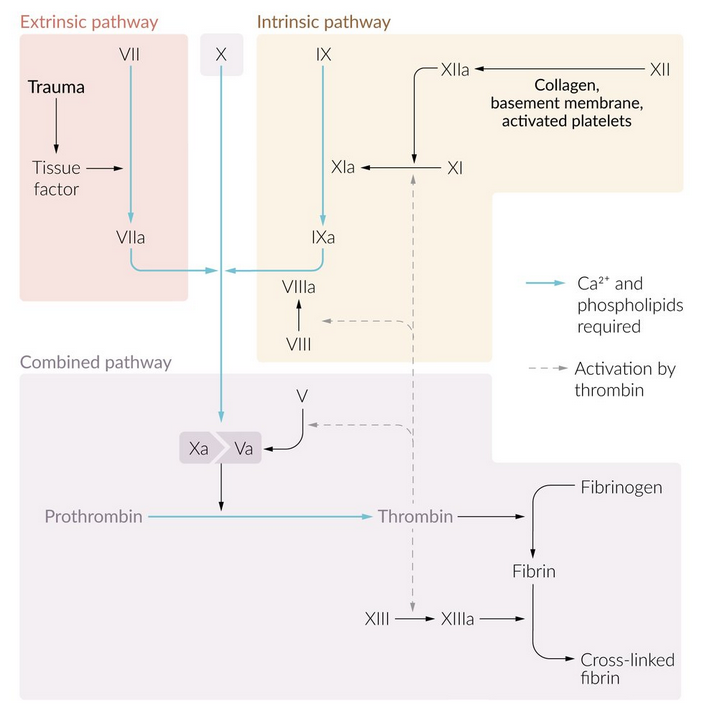 Extrinsic pathway
Intrinsic pathway
VII
X
IX
XIIa
XII
Trauma
Collagen,
basement membrane,
activated platelets
Tissue
factor
XIa
XI
VIIa
IXa
VIIIa
VIII
Ca²⁺ and
phospholipids
required
Activation by
thrombin
Combined pathway
V
Xa
Va
Prothrombin
Thrombin
Fibrinogen
Fibrin
XIII
XIIIa
Cross-linked
fibrin